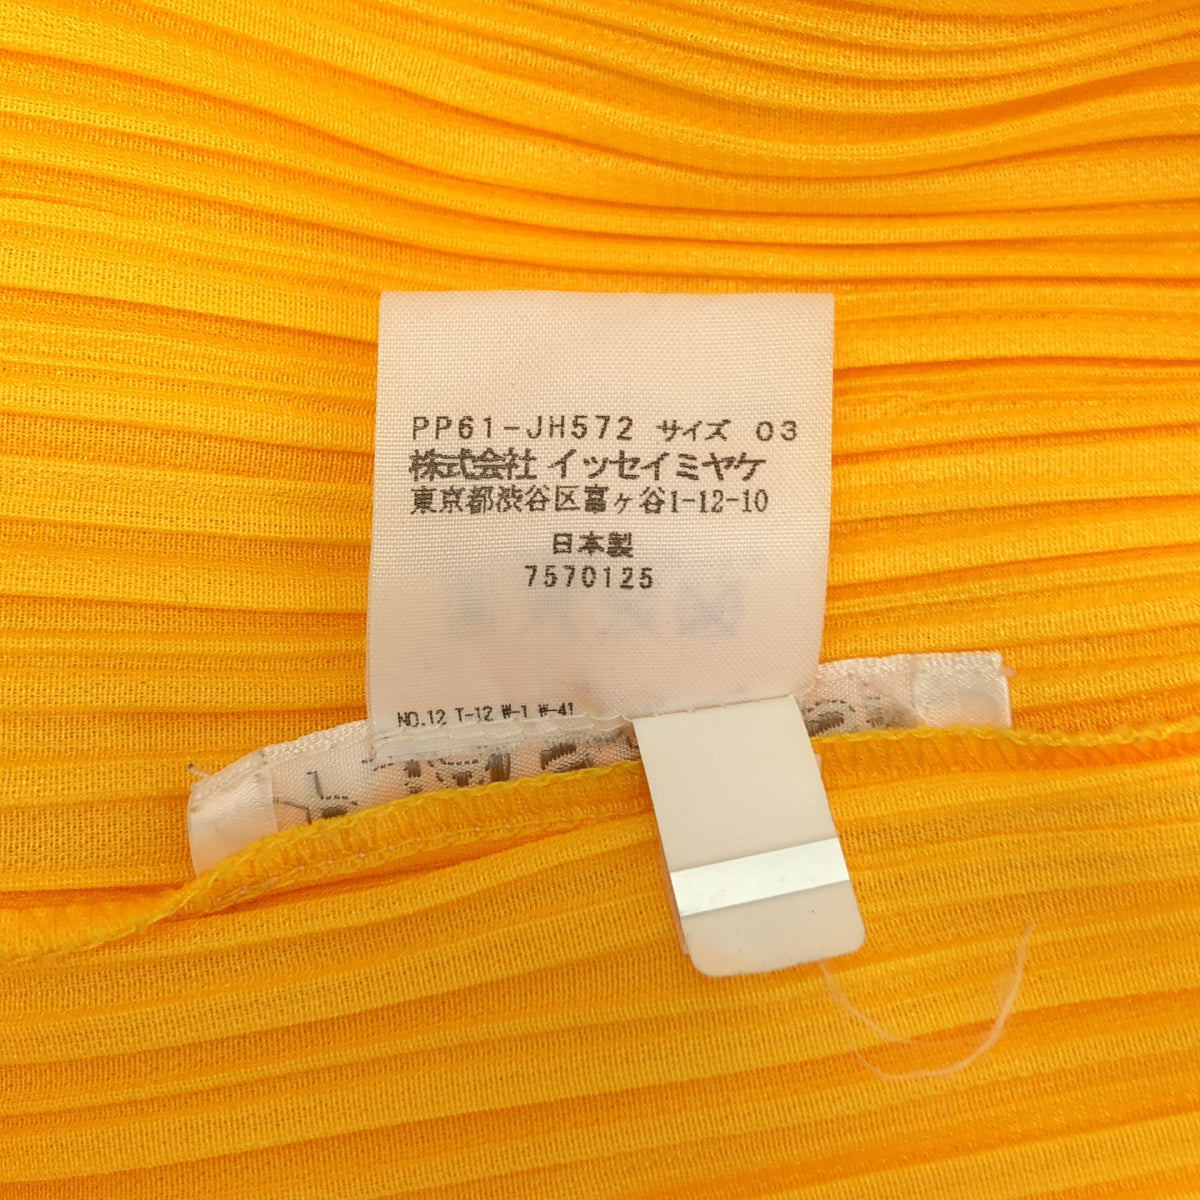 PP61-JH572 サイズ 03
株式会社 イッセイミヤケ
東京都渋谷区富ヶ谷1-12-10
日本製
7570125
NO.12 T-12 W-1 W-41